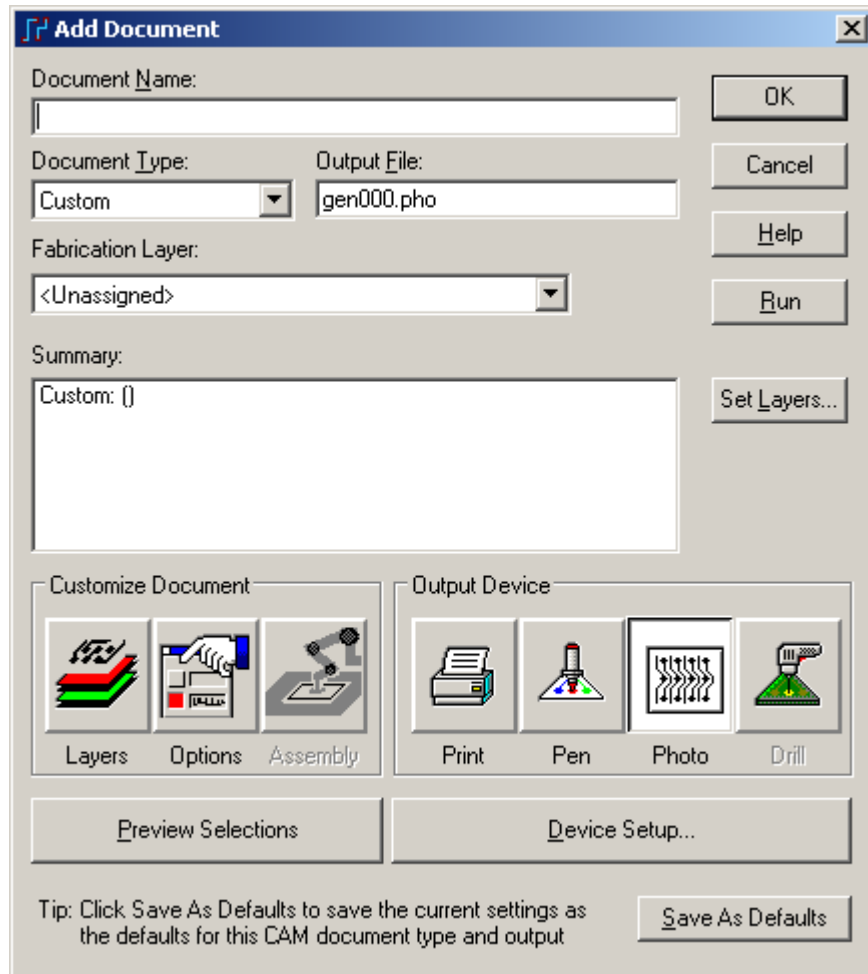 Add Document
Document Name:
OK
Document Type:
Output File:
Cancel
Custom
gen000.pho
Fabrication Layer:
Help
<Unassigned>
Run
Summary:
Custom: ()
Set Layers...
Customize Document
Output Device
Layers
Options
Assembly
Print
Pen
Photo
Drill
Preview Selections
Device Setup...
Tip: Click Save As Defaults to save the current settings as
the defaults for this CAM document type and output
Save As Defaults